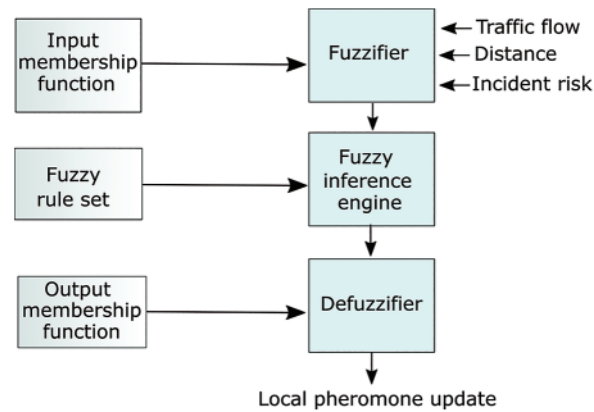 Input
membership
function
Fuzzifier
Traffic flow
Distance
Incident risk
Fuzzy
rule set
Fuzzy
inference
engine
Output
membership
function
Defuzzifier
Local pheromone update